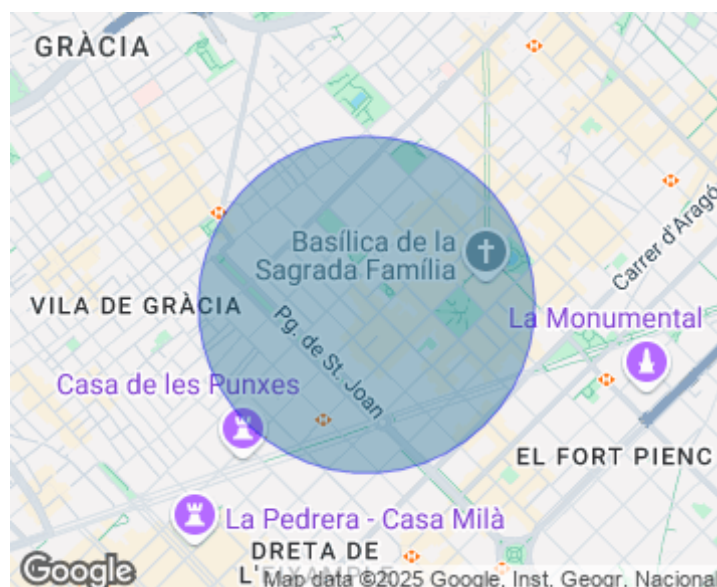 GRÀCIA
Basílica de la
Sagrada Família
Carrer d'Aragó
VILA DE GRÀCIA
La Monumental
Pg. de St. Joan
Casa de les Punxes
EL FORT PIENC
La Pedrera - Casa Milà
DRETA DE
L'EIXAMPLE
Google
Map data ©2025 Google, Inst. Geogr. Nacional